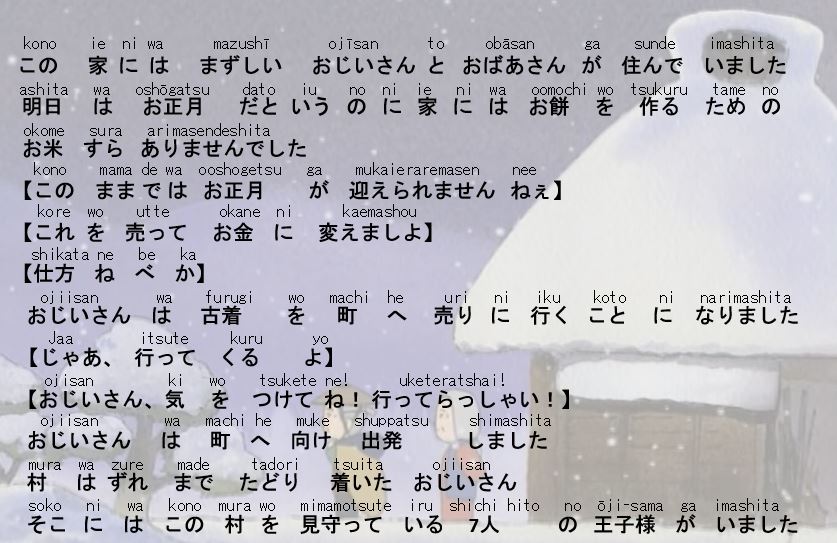 kono ie ni wa mazushī ojīsan to obāsan ga sunde imashita
この 家 に は まずしい おじいさん と おばあさん が 住んで いました
ashita wa oshōgatsu dato iu no ni ie ni wa oomochi wo tsukuru tame no
明日 は お正月 だと いう の に 家 に は お餅 を 作る ための
okome sura arimasendeshita
お米 すら ありませんでした
kono mama de wa ooshogetsu ga mukaieraremasen nee
【この まま で は お正月 が 迎えられません ねぇ】
kore wo utte okane ni kaemashou
【これ を 売って お金 に 変えましよ】
shikata ne be ka
【仕方 ね べ か】
ojiisan wa furugi wo machi he uri ni iku koto ni narimashita
おじいさん は 古着 を 町 へ 売り に 行く こと に なりました
Jaa itsute kuru yo
【じゃあ、 行って くる よ】
ojisan ki wo tsukete ne! uketeratshai!
【おじいさん、気 を つけて ね！行ってらっしゃい！】
ojiisan wa machi he muke shuppatsu shimashita
おじいさん は 町 へ 向け 出発 しました
mura wa zure made tadori tsuita ojiisan
村 は ずれ まで たどり 着いた おじいさん
soko ni wa kono mura wo mimamotsute iru shichi hito no ōji-sama ga imashita
そこ に は この 村 を 見守って いる 7人 の 王子様 が いました